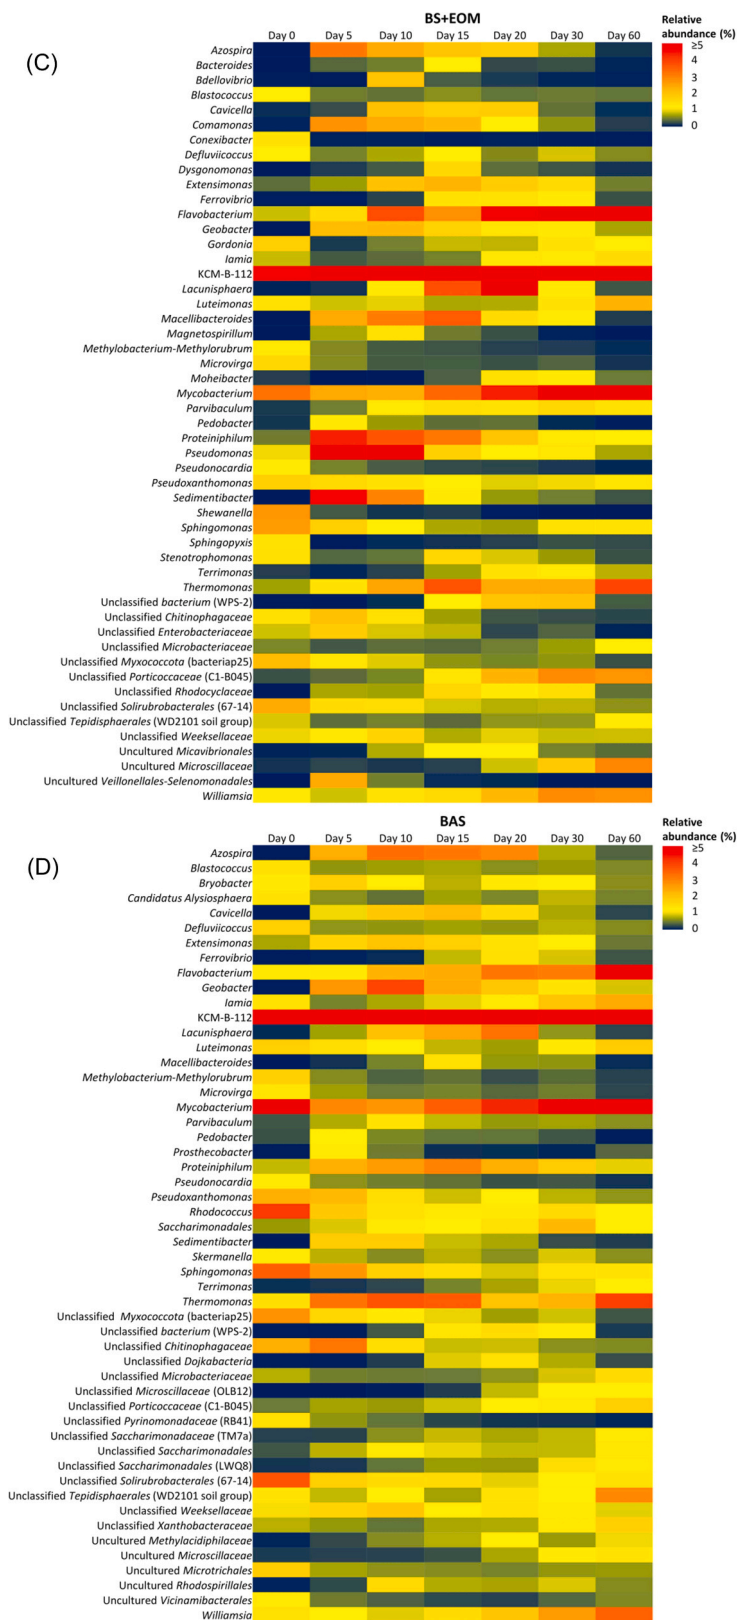 (C)
BS+EOM
Day 0 Day 5 Day 10 Day 15 Day 20 Day 30 Day 60
Relative
abundance (%)
≥5
4
3
2
1
0
Azospira
Bacteroides
Bdellovibrio
Blastococcus
Cavicella
Comamonas
Conexibacter
Defluviicoccus
Dysgonomonas
Extensimonas
Ferrovibrio
Flavobacterium
Geobacter
Gordonia
Iamia
KCM-B-112
Lacunisphaera
Luteimonas
Macellibacteroides
Magnetospirillum
Methylobacterium-Methylorubrum
Microvirga
Moheibacter
Mycobacterium
Parvibaculum
Pedobacter
Proteiniphilum
Pseudomonas
Pseudonocardia
Pseudoxanthomonas
Sedimentibacter
Shewanella
Sphingomonas
Sphingopyxis
Stenotrophomonas
Terrimonas
Thermomonas
Unclassified bacterium (WPS-2)
Unclassified Chitinophagaceae
Unclassified Enterobacteriaceae
Unclassified Microbacteriaceae
Unclassified Myxococcota (bacteriap25)
Unclassified Porticoccaceae (C1-B045)
Unclassified Rhodocyclaceae
Unclassified Solirubrobacterales (67-14)
Unclassified Tepidisphaerales (WD2101 soil group)
Unclassified Weeksellaceae
Uncultured Micavibrionales
Uncultured Microscillaceae
Uncultured Veillonellales-Selenomonadales
Williamsia
(D)
BAS
Day 0 Day 5 Day 10 Day 15 Day 20 Day 30 Day 60
Relative
abundance (%)
≥5
4
3
2
1
0
Azospira
Blastococcus
Bryobacter
Candidatus Alysiosphaera
Cavicella
Defluviicoccus
Extensimonas
Ferrovibrio
Flavobacterium
Geobacter
Iamia
KCM-B-112
Lacunisphaera
Luteimonas
Macellibacteroides
Methylobacterium-Methylorubrum
Microvirga
Mycobacterium
Parvibaculum
Pedobacter
Prosthecobacter
Proteiniphilum
Pseudonocardia
Pseudoxanthomonas
Rhodococcus
Saccharimonadales
Sedimentibacter
Skermanella
Sphingomonas
Terrimonas
Thermomonas
Unclassified Myxococcota (bacteriap25)
Unclassified bacterium (WPS-2)
Unclassified Chitinophagaceae
Unclassified Dojkabacteria
Unclassified Microbacteriaceae
Unclassified Microscillaceae (OLB12)
Unclassified Porticoccaceae (C1-B045)
Unclassified Pyrinomonadaceae (RB41)
Unclassified Saccharimonadaceae (TM7a)
Unclassified Saccharimonadales
Unclassified Saccharimonadales (LWQ8)
Unclassified Solirubrobacterales (67-14)
Unclassified Tepidisphaerales (WD2101 soil group)
Unclassified Weeksellaceae
Unclassified Xanthobacteraceae
Uncultured Methylacidiphilaceae
Uncultured Microscillaceae
Uncultured Microtrichales
Uncultured Rhodospirillales
Uncultured Vicinamibacterales
Williamsia